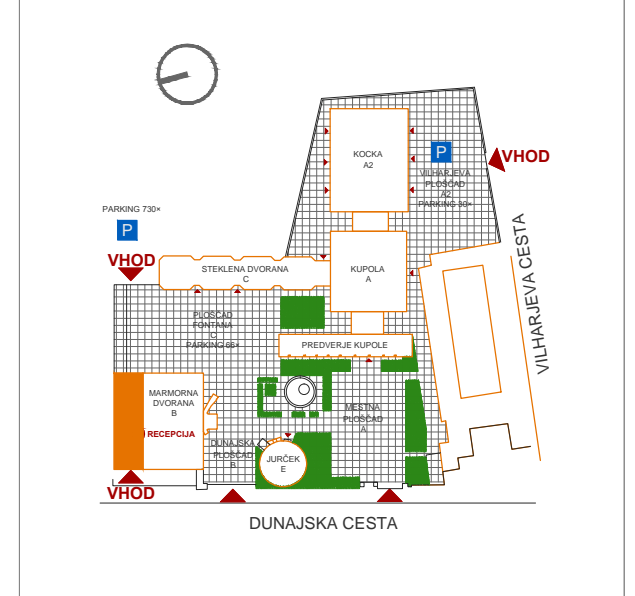 KOCKA
A2
P
VHOD
VILHARJEVA
PLOŠČAD
A2
PARKING 30×
PARKING 730×
P
VHOD
STEKLENA DVORANA
C
KUPOLA
A
VILHARJEVA CESTA
PLOŠČAD
FONTANA
C
PARKING 66×
PREDVERJE KUPOLE
MARMORNA
DVORANA
B
RECEPCIJA
MESTNA
PLOŠČAD
A
DUNAJSKA
PLOŠČAD
B
JURČEK
E
VHOD
DUNAJSKA CESTA